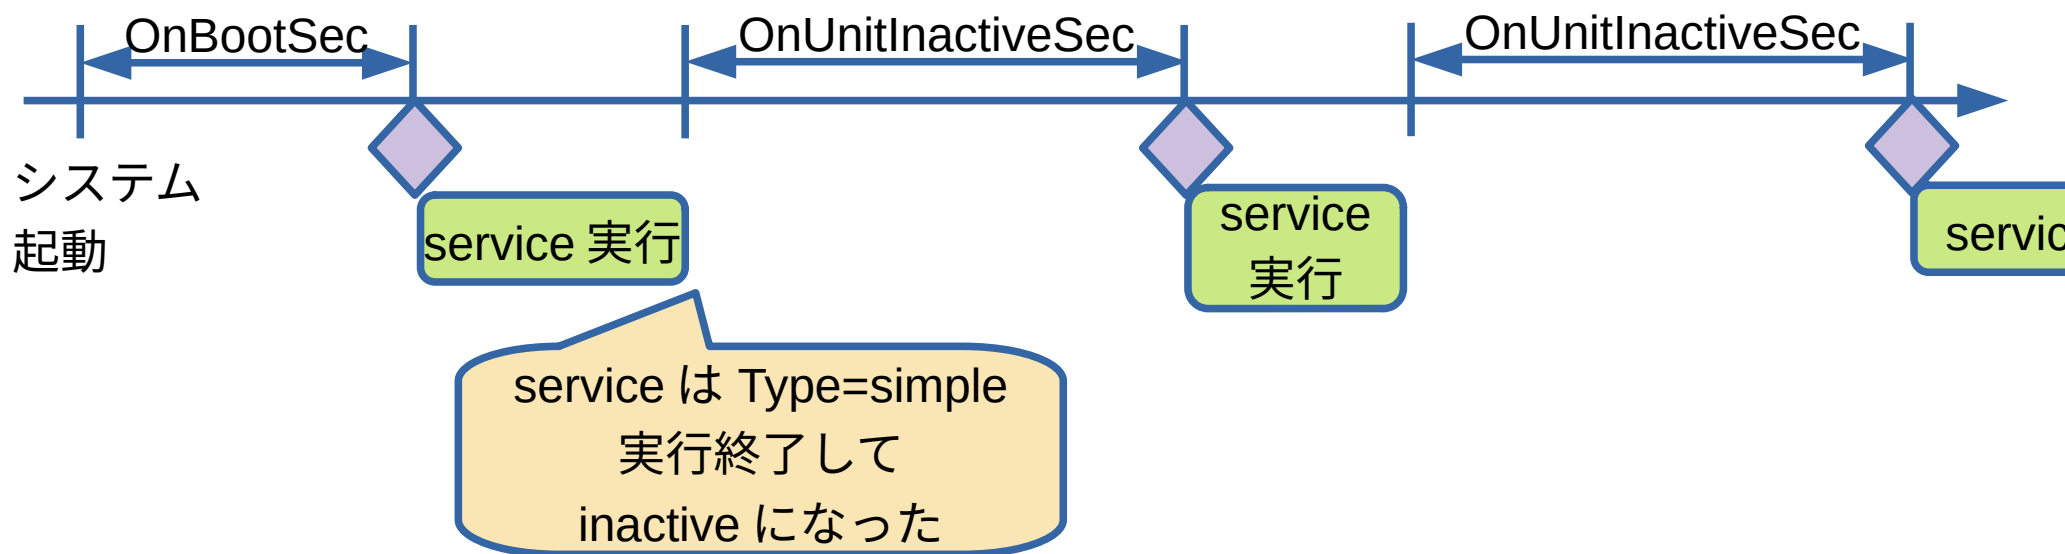 OnBootSec
OnUnitInactiveSec
OnUnitInactiveSec
システム
起動
service 実行
service
実行
servic
service は Type=simple
実行終了して
inactive になった